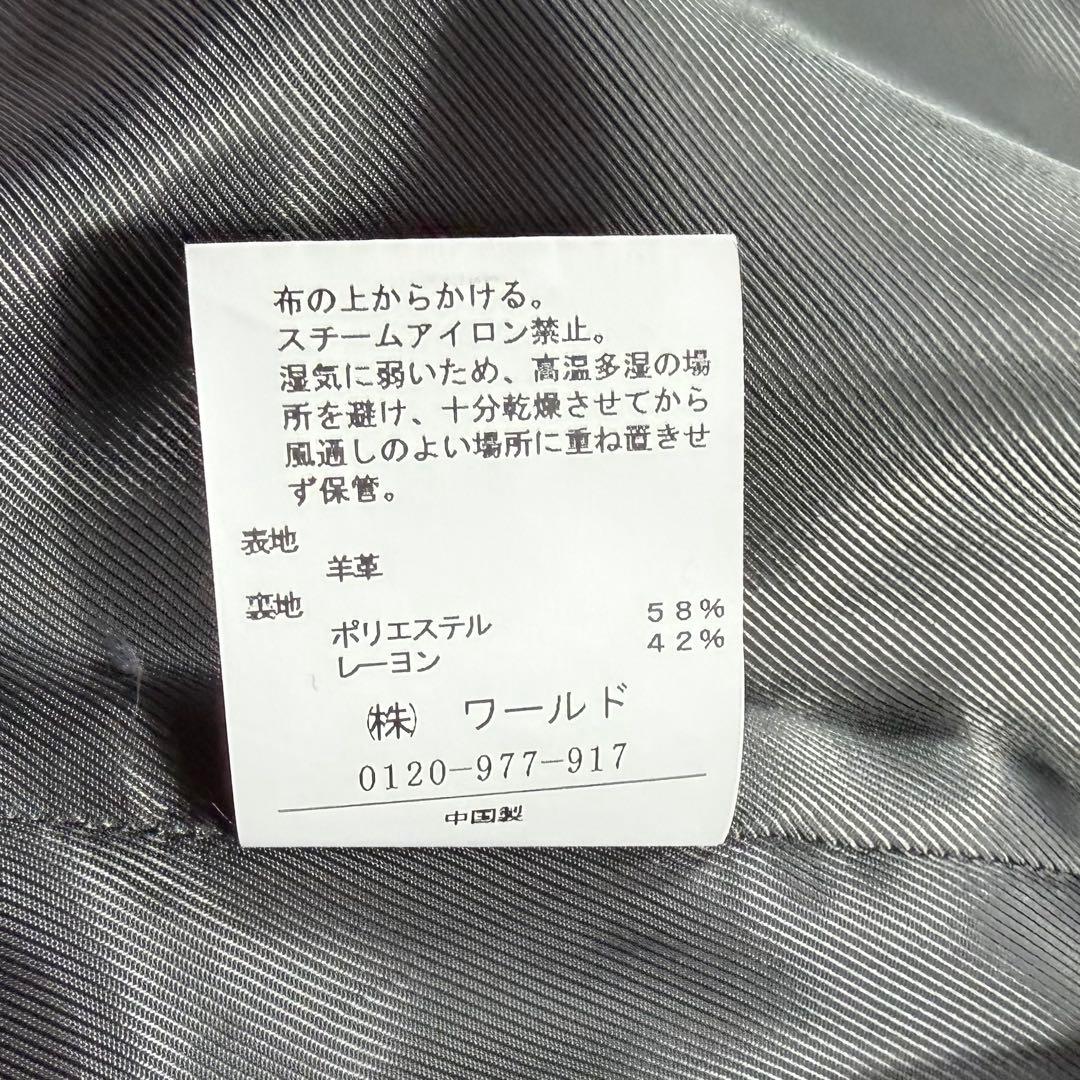 布の上からかける。
スチームアイロン禁止。
湿気に弱いため、高温多湿の場
所を避け、十分乾燥させてから
風通しのよい場所に重ね置きせ
ず保管。
表地
羊革
裏地
ポリエステル 58%
レーヨン 42%
㈱ ワールド
0120-977-917
中国製